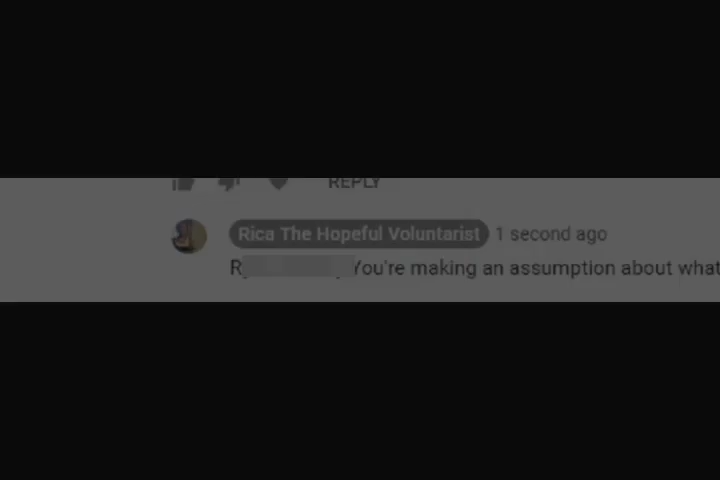 REPLY
Rica The Hopeful Voluntarist 1 second ago
R You're making an assumption about what